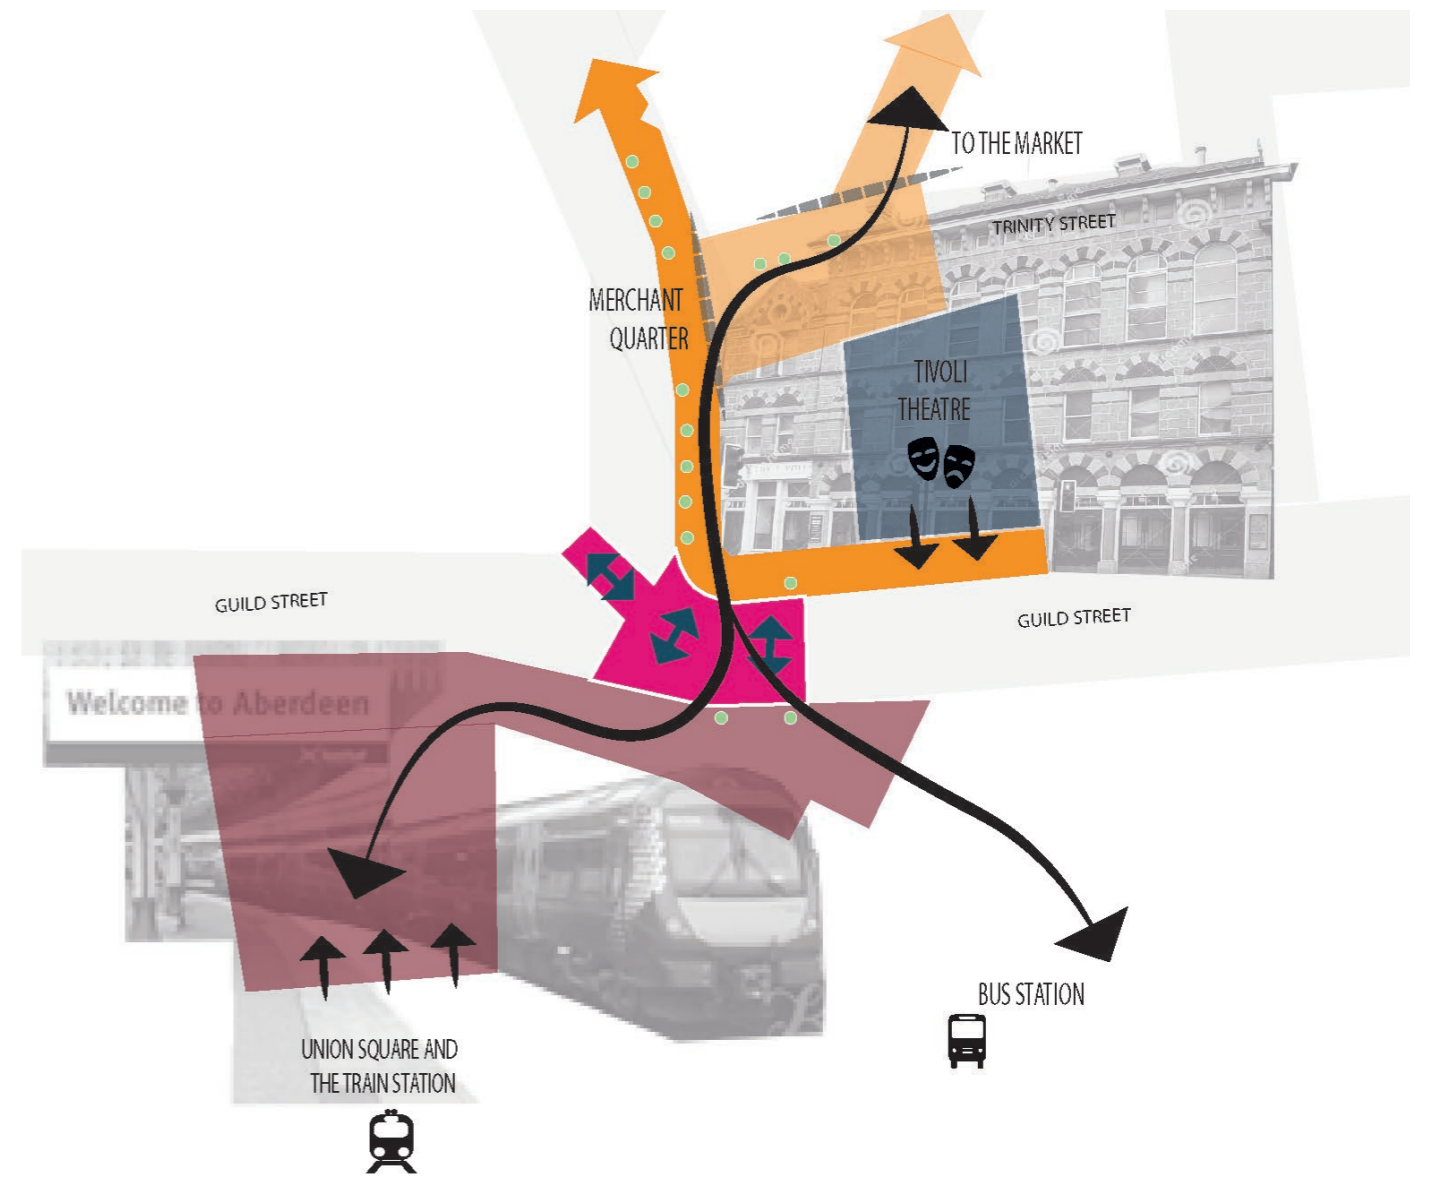 TO THE MARKET
TRINITY STREET
MERCHANT
QUARTER
TIVOLI
THEATRE
GUILD STREET
GUILD STREET
Welcome to Aberdeen
BUS STATION
UNION SQUARE AND
THE TRAIN STATION